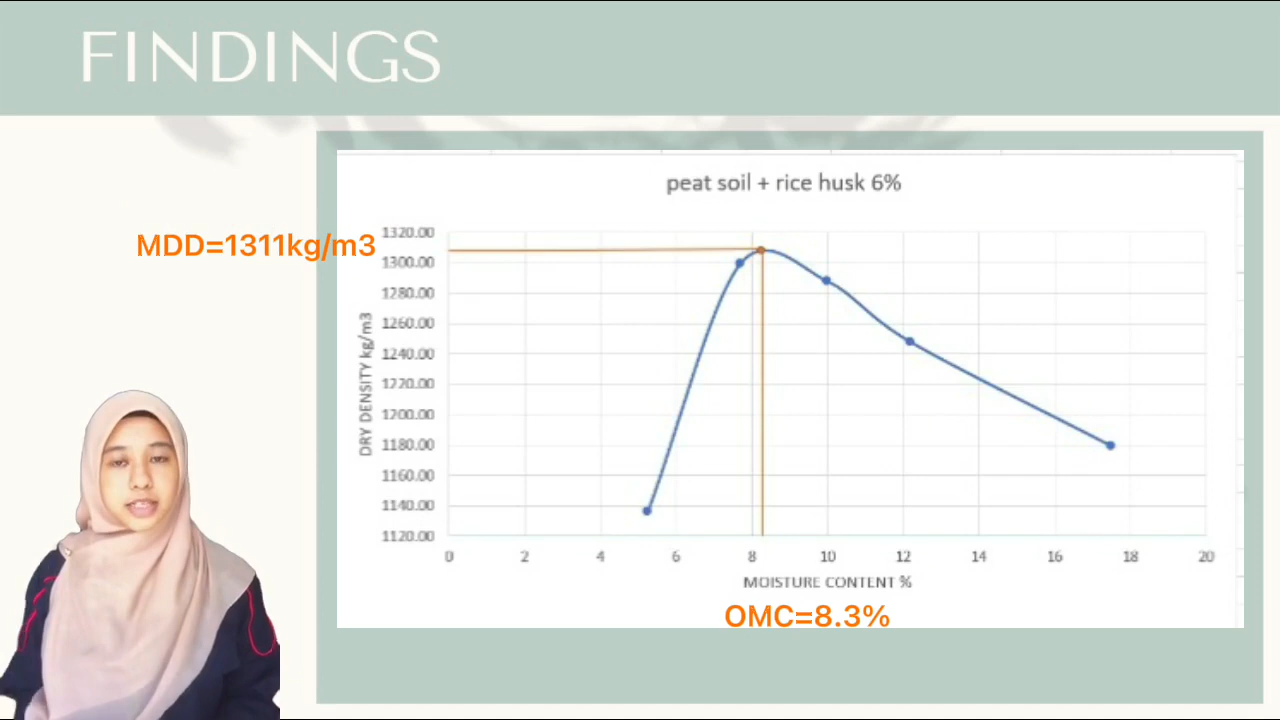 FINDINGS
peat soil + rice husk 6%
MDD=1311kg/m3
DRY DENSITY kg/m3
1320.00
1300.00
1280.00
1260.00
1240.00
1220.00
1200.00
1180.00
1160.00
1140.00
1120.00
0 2 4 6 8 10 12 14 16 18 20
MOISTURE CONTENT %
OMC=8.3%